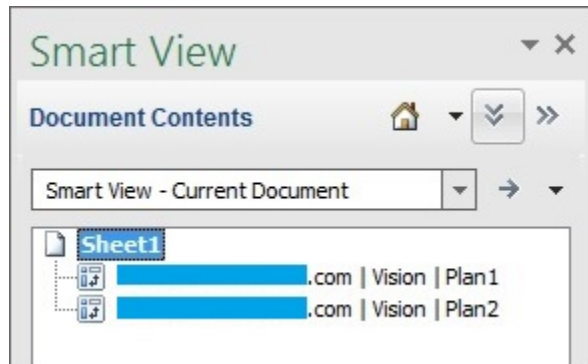 Smart View
Document Contents
Smart View - Current Document
Sheet1
.com | Vision | Plan1
.com | Vision | Plan2